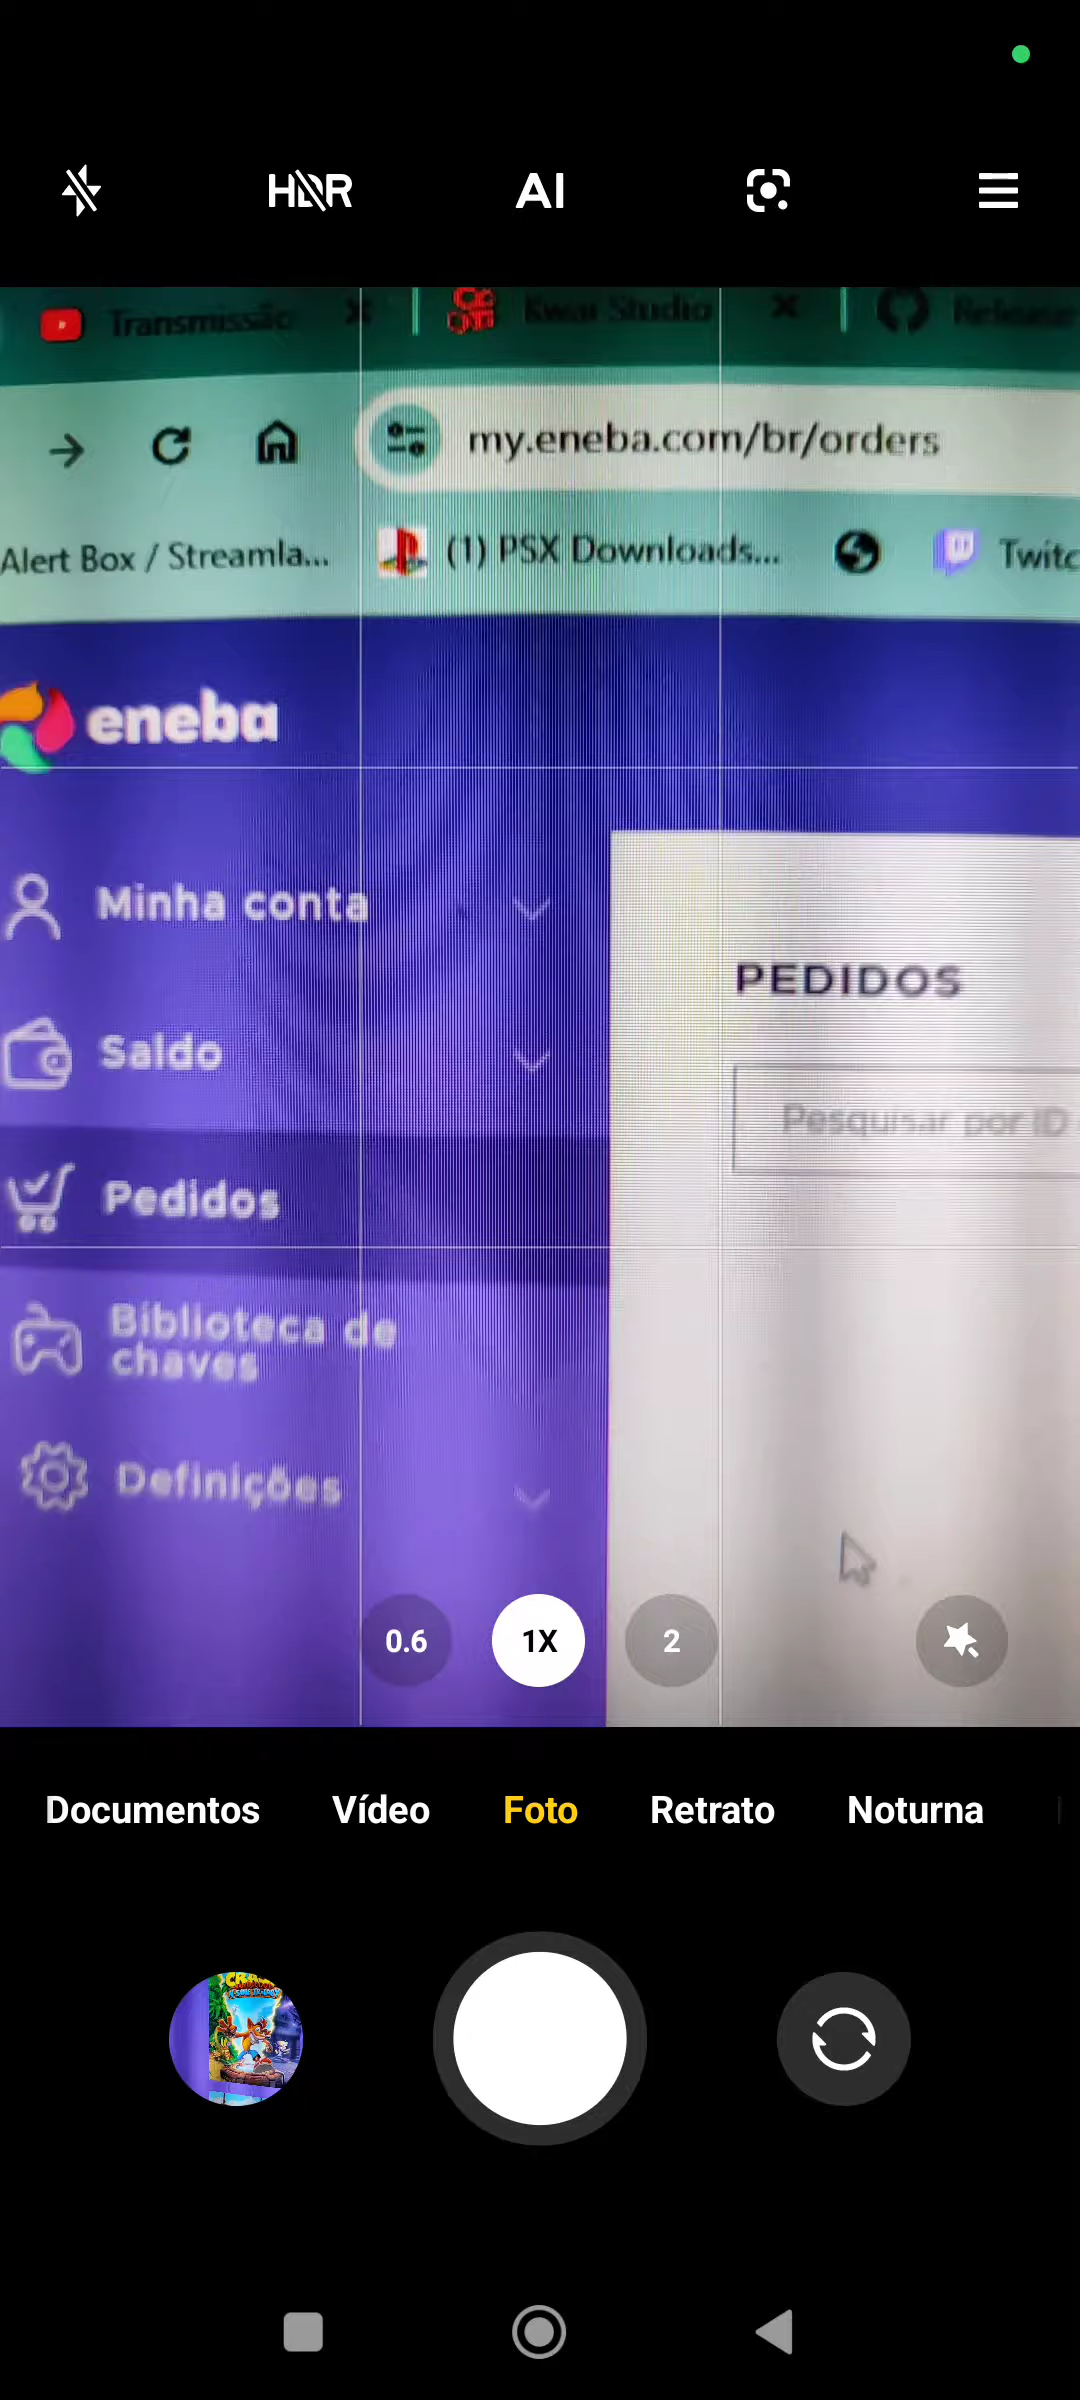 HDR
AI
Transmissão
Kwai Studio
Release
my.eneba.com/br/orders
Alert Box / Streamla...
(1) PSX Downloads...
Twitc
eneba
Minha conta
PEDIDOS
Saldo
Pesquisar por ID
Pedidos
Biblioteca de
chaves
Definições
0.6
1X
2
Documentos
Vídeo
Foto
Retrato
Noturna